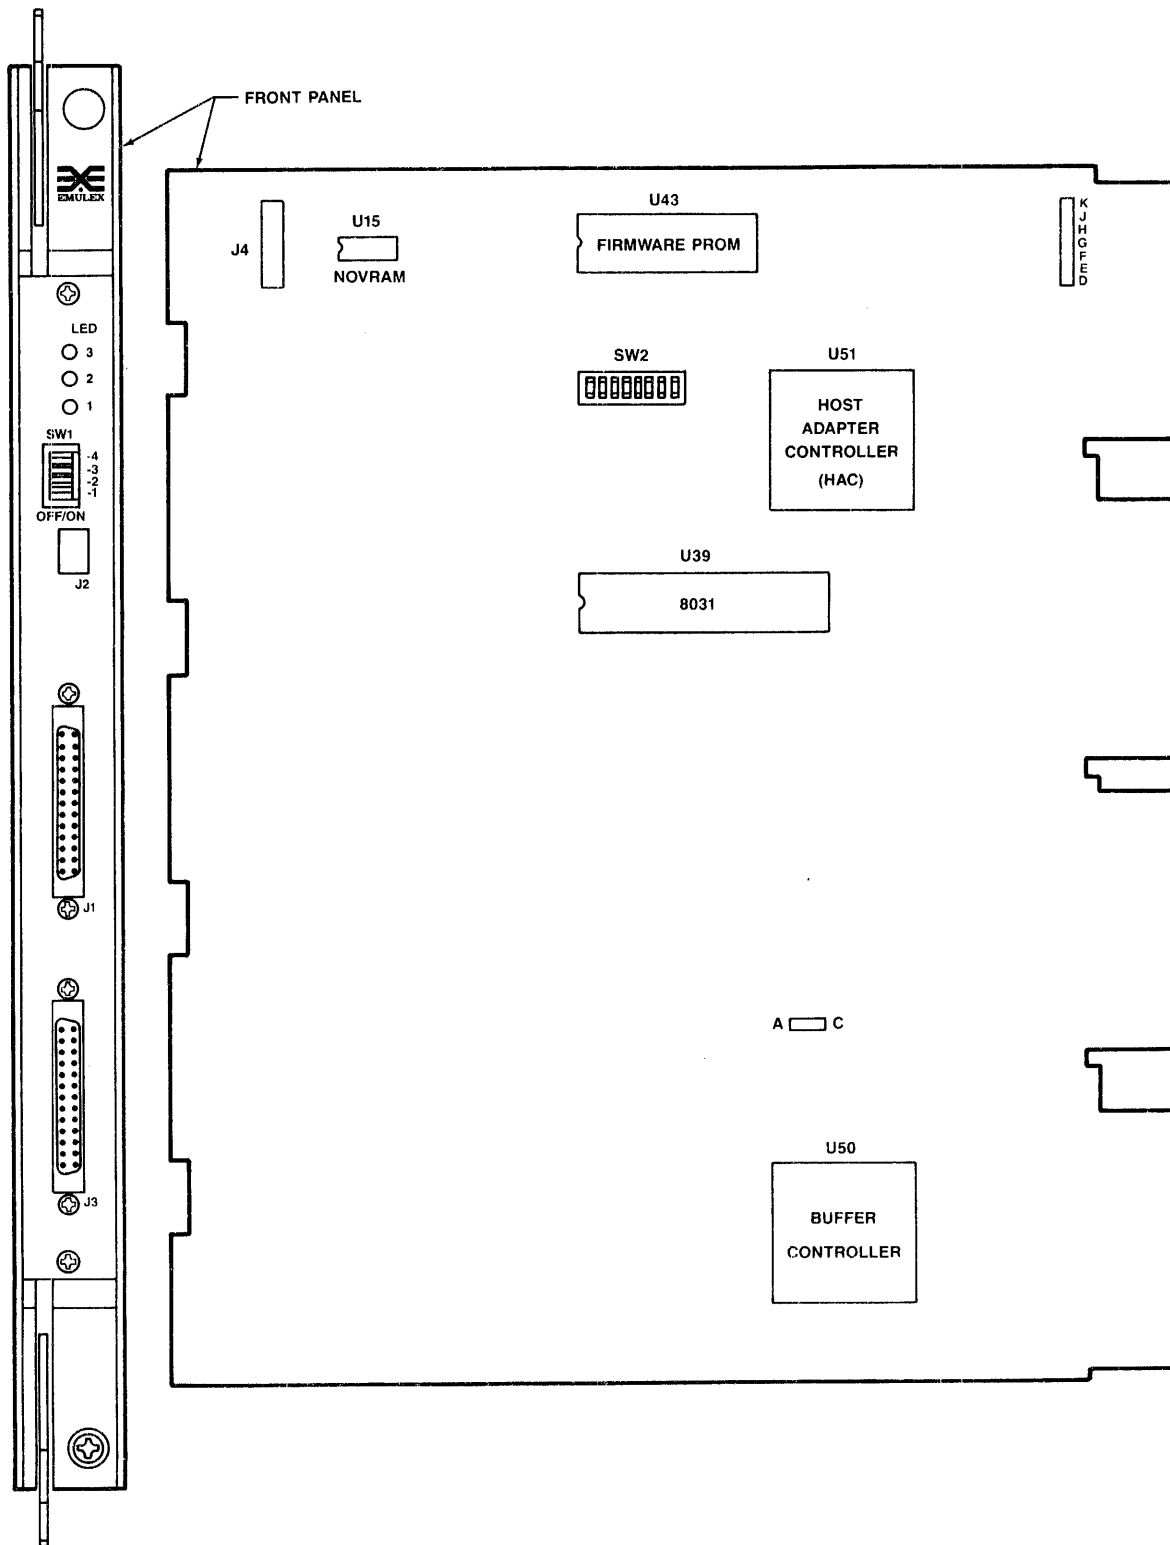 FRONT PANEL
EMULEX
LED
3
2
1
SW1
-4
-3
-2
-1
OFF/ON
J2
J1
J3
J4
U15
NOVRAM
U43
FIRMWARE PROM
K
J
H
G
F
E
D
SW2
U51
HOST
ADAPTER
CONTROLLER
(HAC)
U39
8031
A C
U50
BUFFER
CONTROLLER